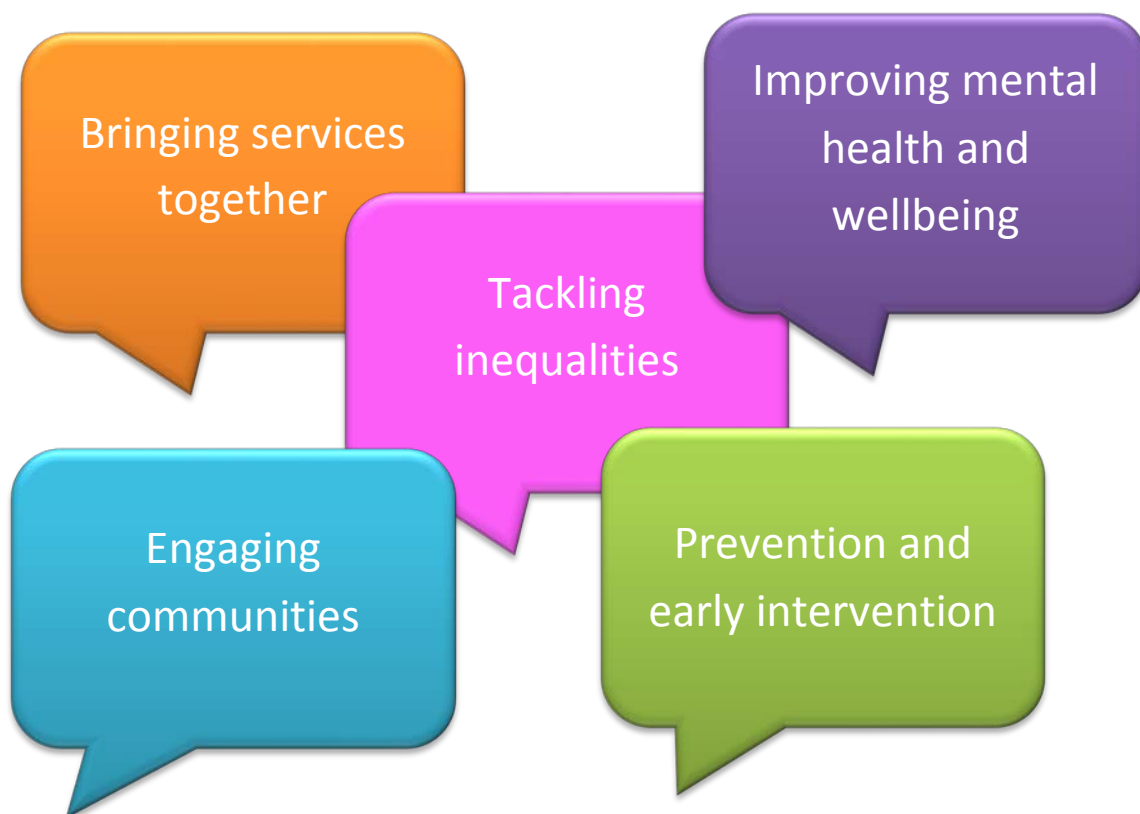 Bringing services
together
Improving mental
health and
wellbeing
Tackling
inequalities
Engaging
communities
Prevention and
early intervention